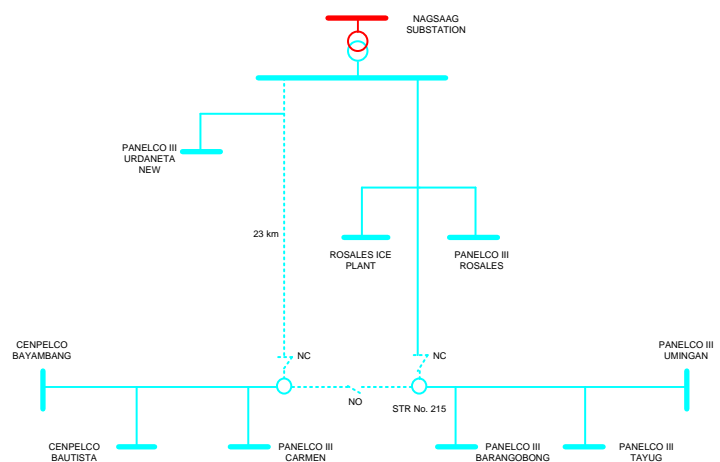 NAGSAAG
SUBSTATION
PANELCO III
URDANETA
NEW
23 km
ROSALES ICE
PLANT
PANELCO III
ROSALES
CENPELCO
BAYAMBANG
NC
NC
PANELCO III
UMINGAN
NO
STR No. 215
CENPELCO
BAUTISTA
PANELCO III
CARMEN
PANELCO III
BARANGOBONG
PANELCO III
TAYUG